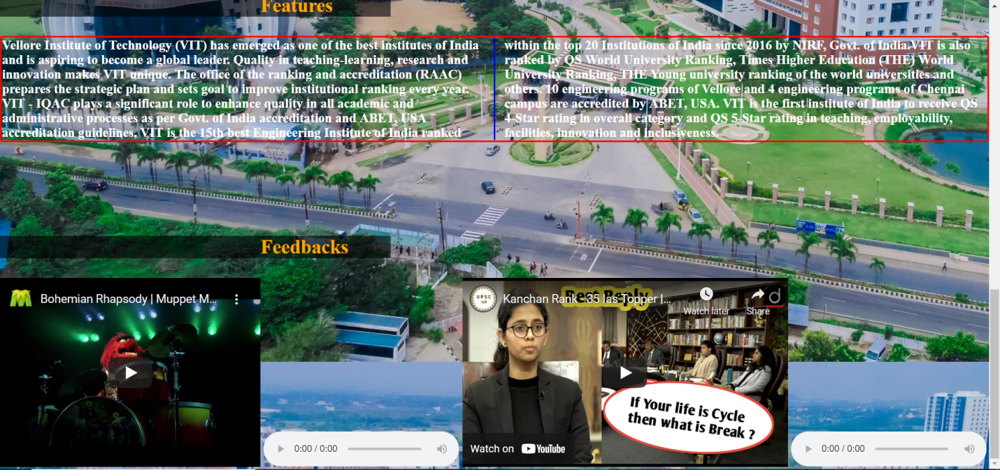 Features
Vellore Institute of Technology (VIT) has emerged as one of the best institutes of India
and is aspiring to become a global leader. Quality in teaching-learning, research and
innovation makes VIT unique. The office of the ranking and accreditation (RAAC)
prepares the strategic plan and sets goal to improve institutional ranking every year.
VIT - IQAC plays a significant role to enhance quality in all academic and
administrative processes as per Govt. of India accreditation and ABET, USA
accreditation guidelines. VIT is the 15th best Engineering Institute of India ranked
within the top 20 Institutions of India since 2016 by NIRF, Govt. of India.VIT is also
ranked by QS World University Ranking, Times Higher Education (THE) World
University Ranking, THE Young university ranking of the world universities and
others. 10 engineering programs of Vellore and 4 engineering programs of Chennai
campus are accredited by ABET, USA. VIT is the first institute of India to receive QS
4-Star rating in overall category and QS 5-Star rating in teaching, employability,
facilities, innovation and inclusiveness.
Feedbacks
Bohemian Rhapsody | Muppet M...
UPSC
Kanchan Rank - 35 Ias Topper I...
Best Reply
Watch later
Share
If Your life is Cycle
then what is Break ?
Watch on YouTube
0:00 / 0:00
0:00 / 0:00